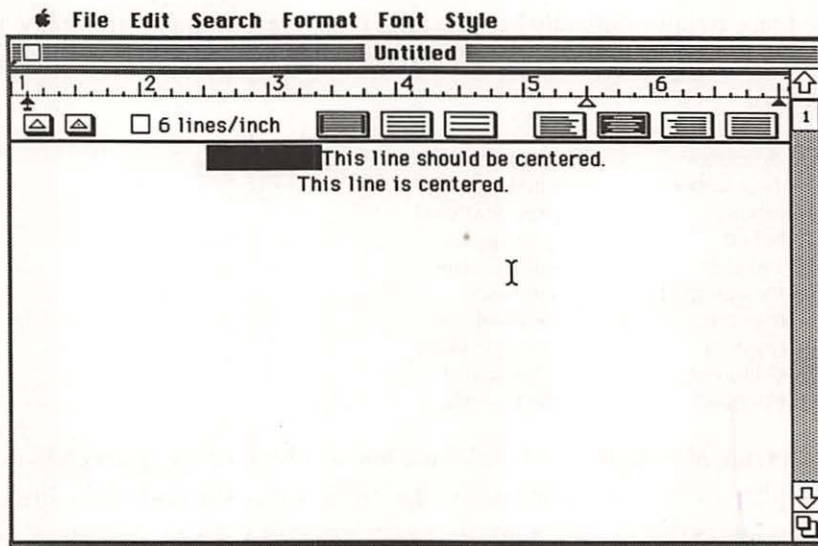 File Edit Search Format Font Style
Untitled
1 2 3 4 5 6
6 lines/inch
1
This line should be centered.
This line is centered.